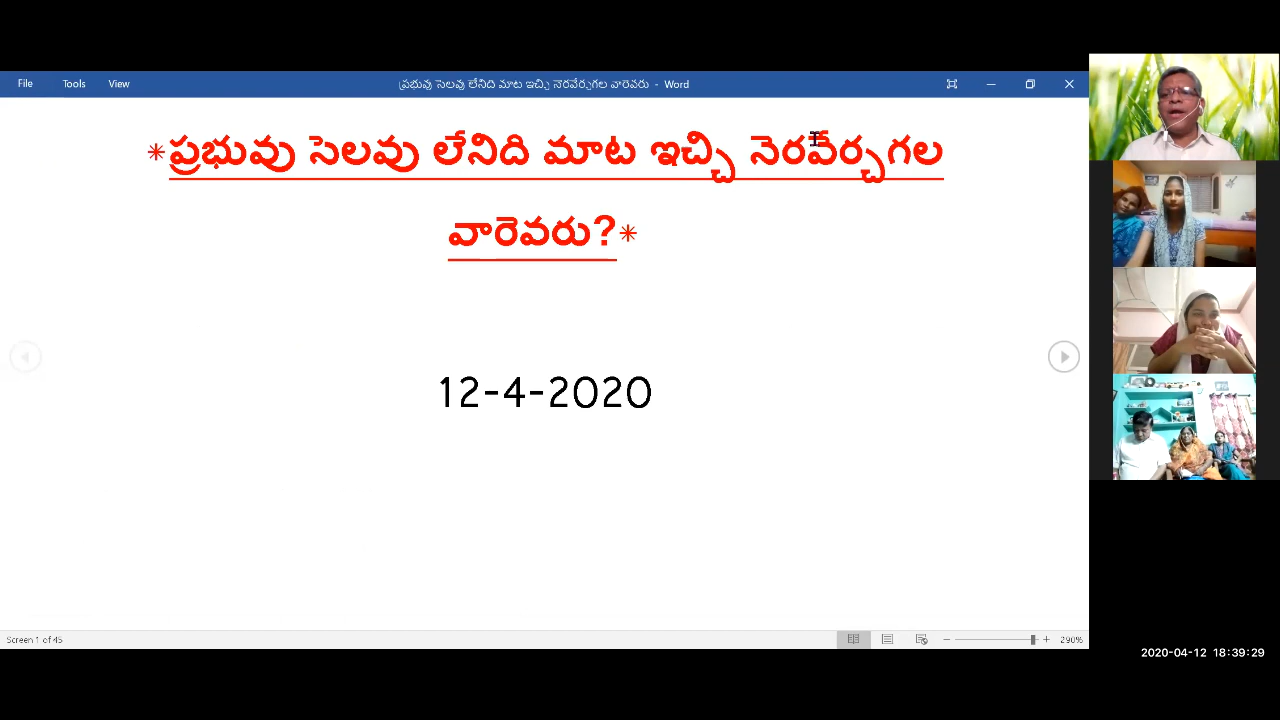 File Tools View ప్రభువు సెలవు లేనిది మాట ఇచ్చి నెరవేర్చగల వారెవరు - Word
*ప్రభువు సెలవు లేనిది మాట ఇచ్చి నెరవేర్చగల
వారెవరు?*
12-4-2020
Screen 1 of 45 290%
2020-04-12 18:39:29